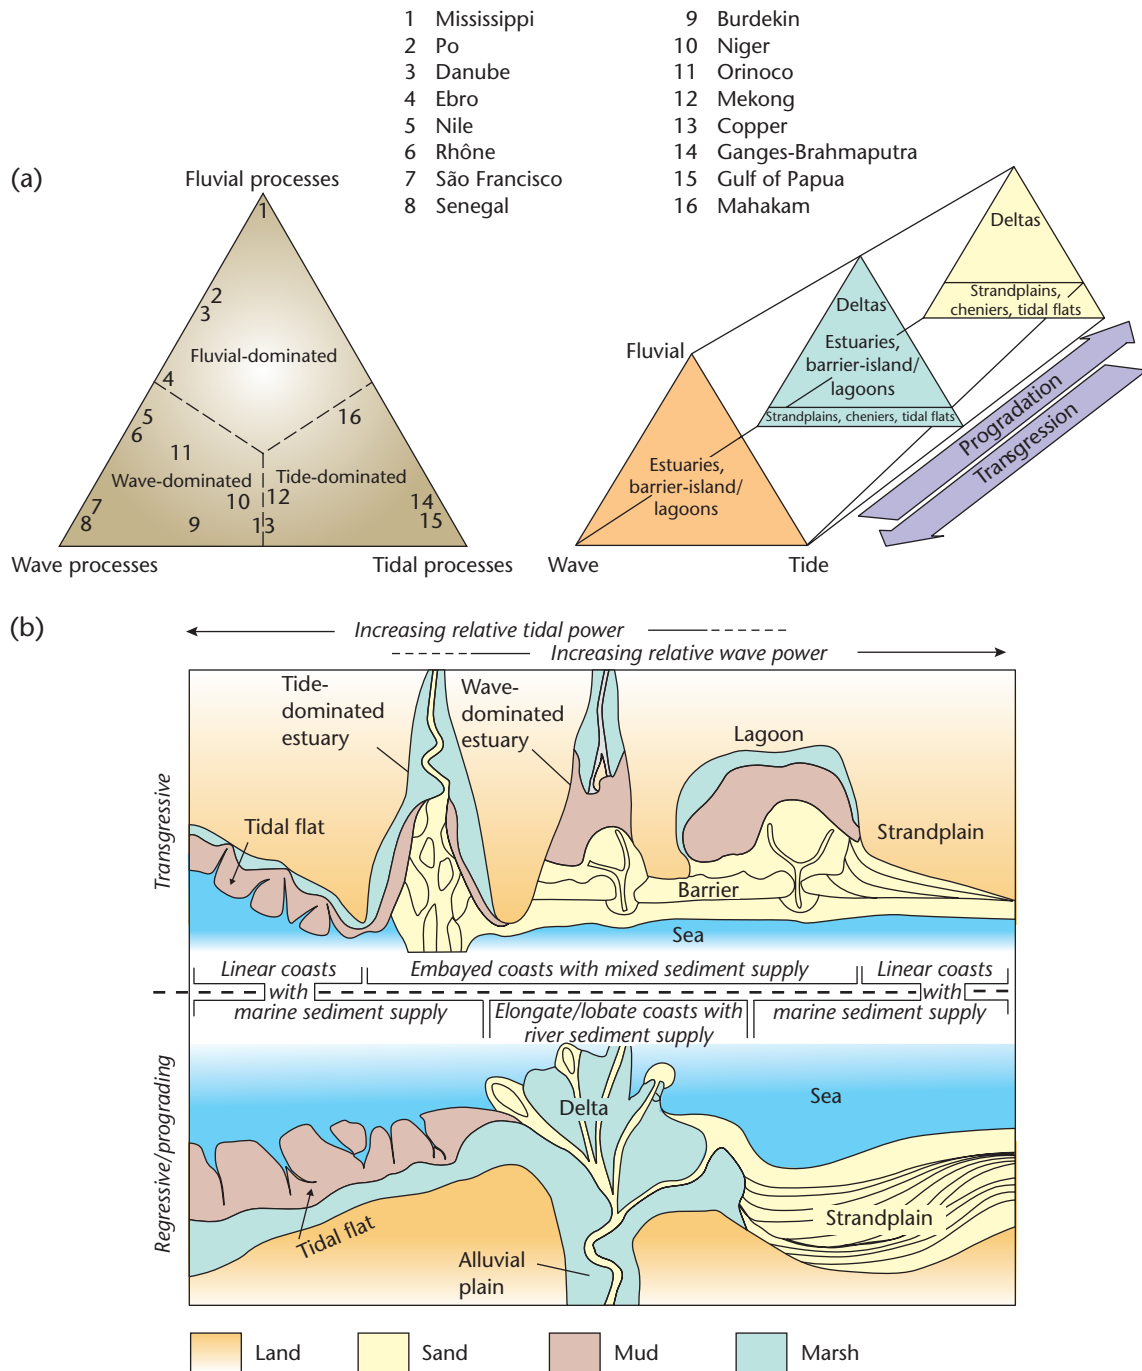 1 Mississippi
2 Po
3 Danube
4 Ebro
5 Nile
6 Rhône
7 São Francisco
8 Senegal
9 Burdekin
10 Niger
11 Orinoco
12 Mekong
13 Copper
14 Ganges-Brahmaputra
15 Gulf of Papua
16 Mahakam
(a)
Fluvial processes
1
2
3
Fluvial-dominated
4
5
6
16
11
Wave-dominated
Tide-dominated
7
8
9
10
12
13
14
15
Wave processes
Tidal processes
Deltas
Strandplains,
cheniers, tidal flats
Deltas
Estuaries,
barrier-island/
lagoons
Strandplains, cheniers, tidal flats
Fluvial
Estuaries,
barrier-island/
lagoons
Wave
Tide
Progradation
Transgression
(b)
Increasing relative tidal power
Increasing relative wave power
Transgressive
Tide-
dominated
estuary
Wave-
dominated
estuary
Lagoon
Tidal flat
Strandplain
Barrier
Sea
Linear coasts
with
marine sediment supply
Embayed coasts with mixed sediment supply
Elongate/lobate coasts with
river sediment supply
Linear coasts
with
marine sediment supply
Regressive/prograding
Delta
Sea
Tidal flat
Strandplain
Alluvial
plain
Land
Sand
Mud
Marsh